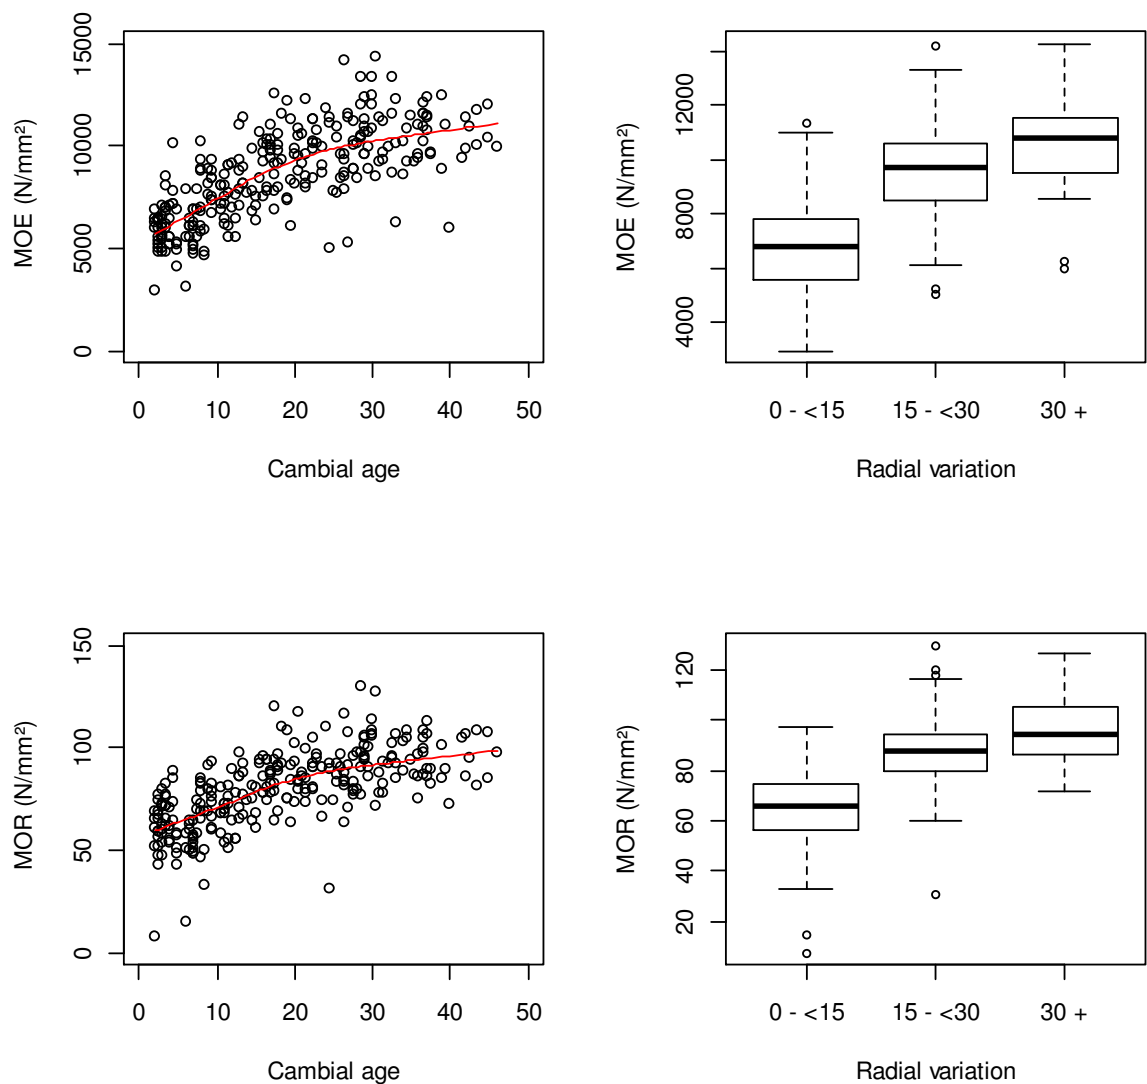 MOE (N/mm²)
15000
10000
5000
0
0 10 20 30 40 50
Cambial age
MOE (N/mm²)
12000
8000
4000
0 - <15 15 - <30 30 +
Radial variation
MOR (N/mm²)
150
100
50
0
0 10 20 30 40 50
Cambial age
MOR (N/mm²)
120
80
60
40
20
0 - <15 15 - <30 30 +
Radial variation